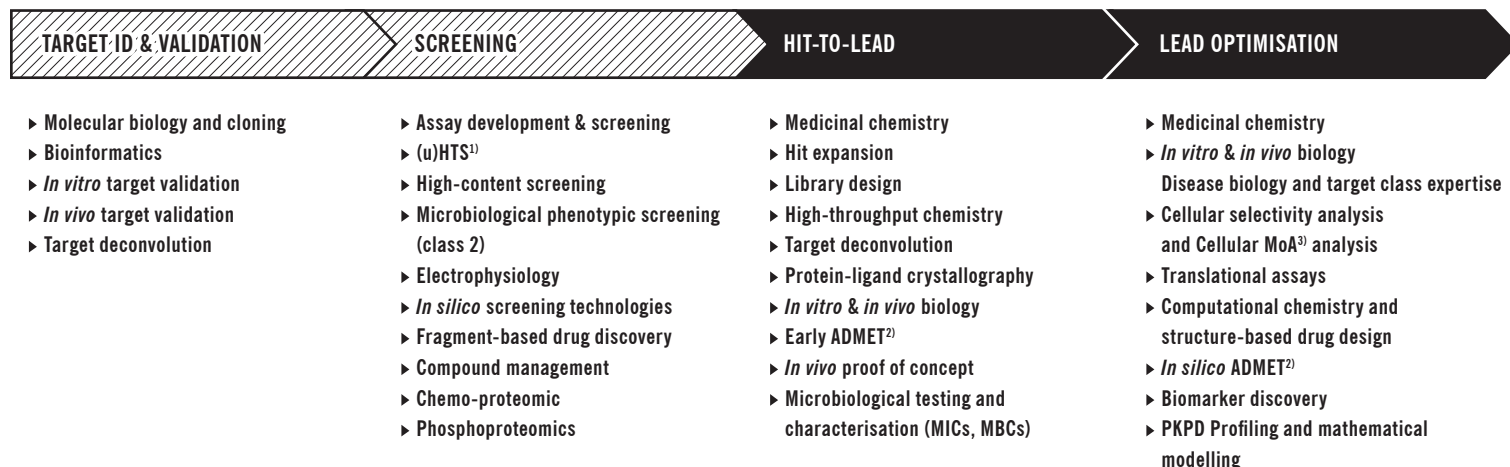 TARGET ID & VALIDATION
SCREENING
HIT-TO-LEAD
LEAD OPTIMISATION
▸ Molecular biology and cloning
▸ Bioinformatics
▸ In vitro target validation
▸ In vivo target validation
▸ Target deconvolution
▸ Assay development & screening
▸ (u)HTS1)
▸ High-content screening
▸ Microbiological phenotypic screening
(class 2)
▸ Electrophysiology
▸ In silico screening technologies
▸ Fragment-based drug discovery
▸ Compound management
▸ Chemo-proteomic
▸ Phosphoproteomics
▸ Medicinal chemistry
▸ Hit expansion
▸ Library design
▸ High-throughput chemistry
▸ Target deconvolution
▸ Protein-ligand crystallography
▸ In vitro & in vivo biology
▸ Early ADMET2)
▸ In vivo proof of concept
▸ Microbiological testing and
characterisation (MICs, MBCs)
▸ Medicinal chemistry
▸ In vitro & in vivo biology
Disease biology and target class expertise
▸ Cellular selectivity analysis
and Cellular MoA3) analysis
▸ Translational assays
▸ Computational chemistry and
structure-based drug design
▸ In silico ADMET2)
▸ Biomarker discovery
▸ PKPD Profiling and mathematical
modelling